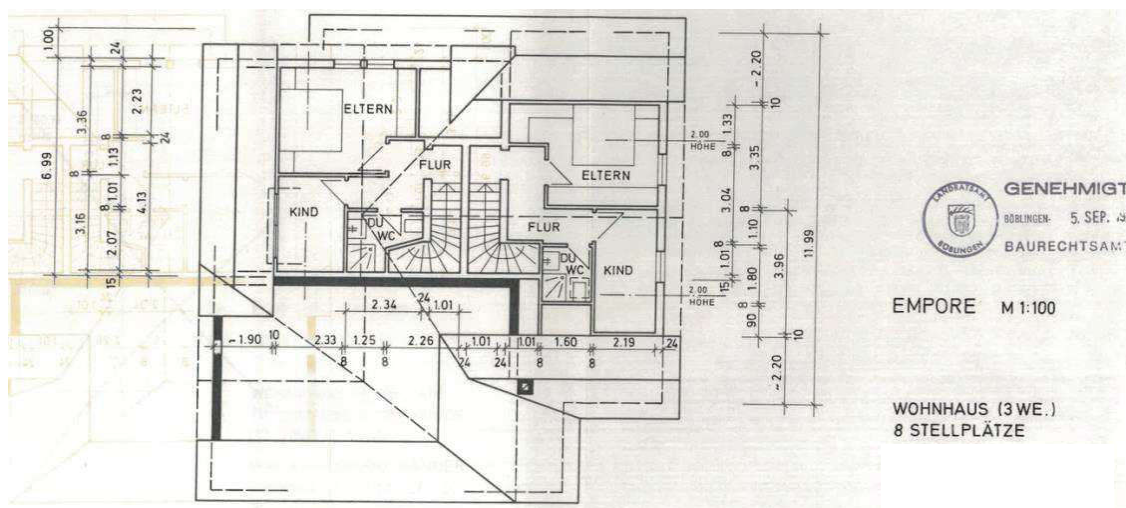 1.00
24
2.23
3.36
8
24
1.13
6.99
8
1.01
8
4.13
3.16
2.07
15
ELTERN
FLUR
KIND
DU
WC
ELTERN
FLUR
DU
WC
KIND
2.00
HÖHE
2.00
HÖHE
~ 2.20
10
1.33
8
3.35
3.04
8
1.10
8
1.01
15
1.80
8
90
3.96
10
11.99
~ 2.20
24
2.34
1.01
~ 1.90
10
2.33
1.25
2.26
1.01
1.01
1.60
2.19
24
8
8
24
24
8
8
LANDRATSAMT
BÖBLINGEN
GENEHMIGT
BÖBLINGEN- 5. SEP.
BAURECHTSAMT
EMPORE M 1:100
WOHNHAUS (3 WE.)
8 STELLPLÄTZE